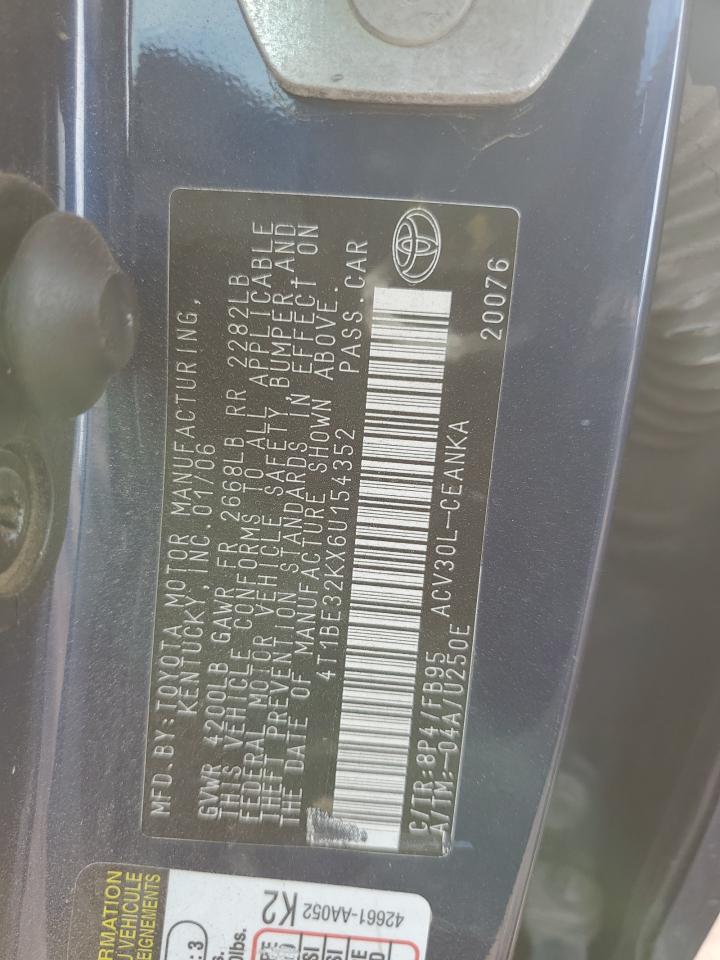 MFD.BY:TOYOTA MOTOR MANUFACTURING,
KENTUCKY, INC.01/06
GVWR 4200LB GAWR FR 2668LB RR 2282LB
THIS VEHICLE CONFORMS TO ALL APPLICABLE
FEDERAL MOTOR VEHICLE SAFETY,BUMPER,AND
THEFT PREVENTION STANDARDS IN EFFECT ON
THE DATE OF MANUFACTURE SHOWN ABOVE.
4T1BE32KX6U154352 PASS.CAR
C/TR:8P4/FB95 ACV30L-CEANKA
A/TM:-04A/U250E 20076
42661-AA052
K2